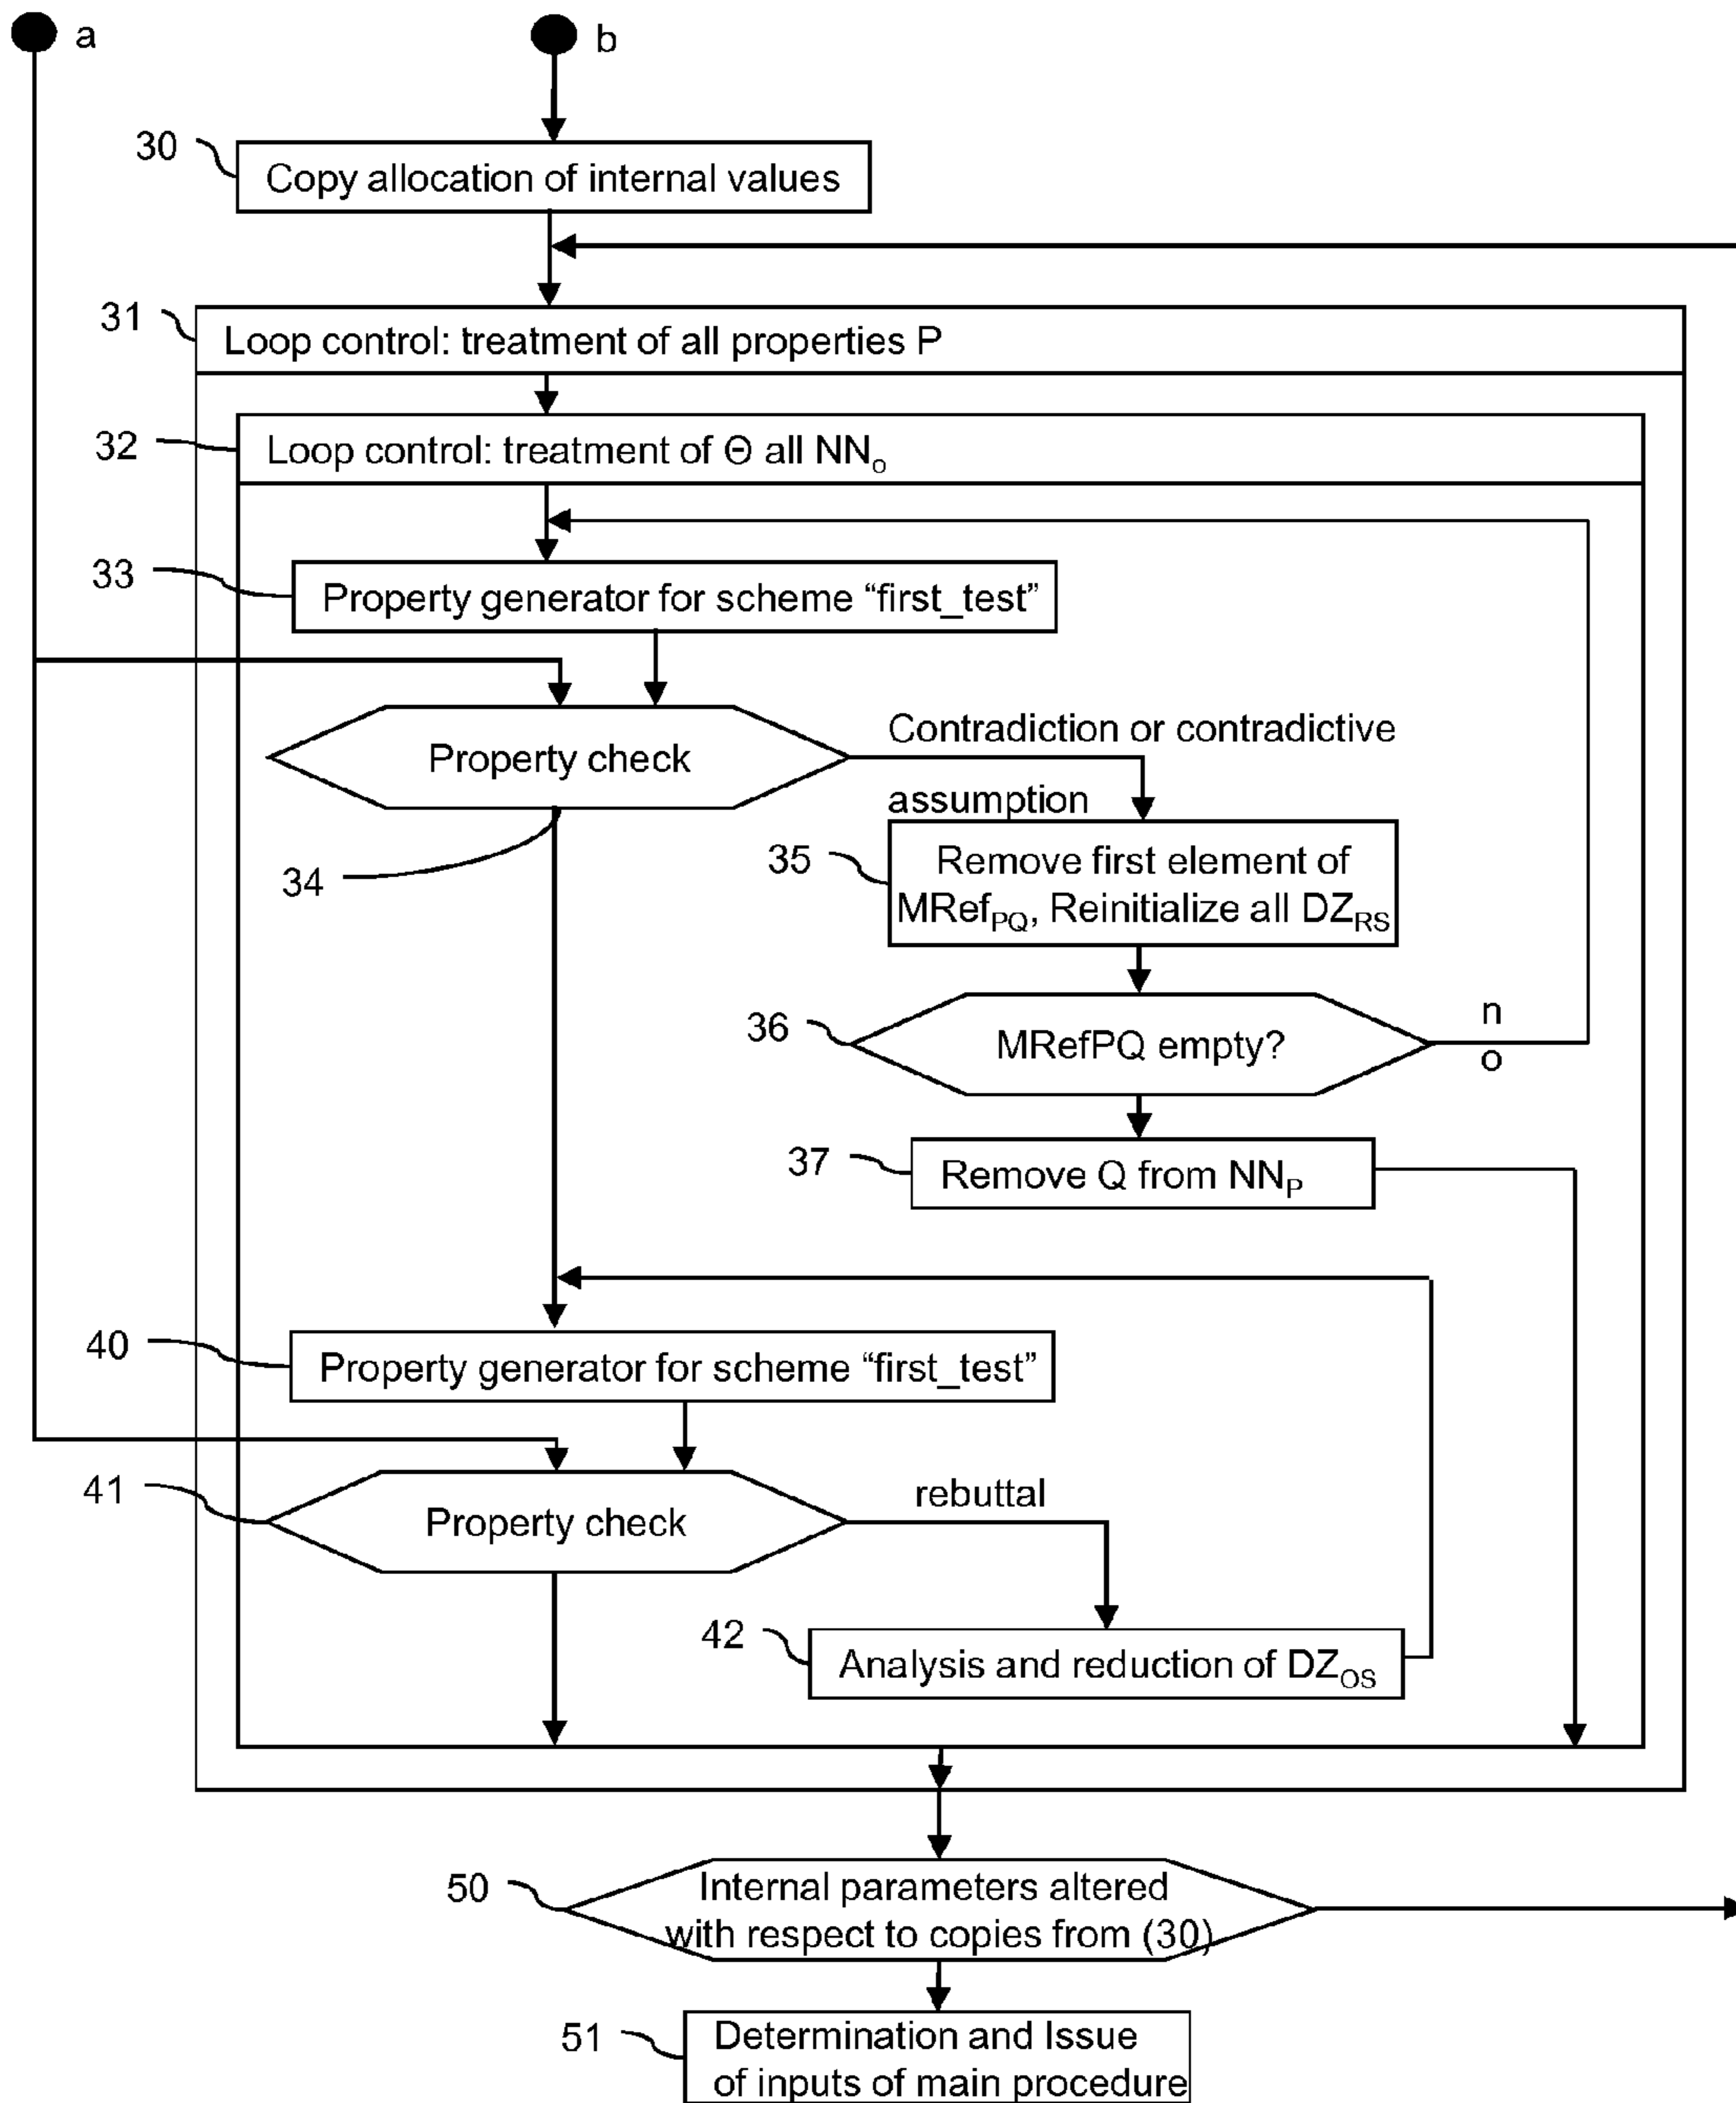 a
b
30
Copy allocation of internal values
31
Loop control: treatment of all properties P
32
Loop control: treatment of Θ all NNo
33
Property generator for scheme “first_test”
Property check
Contradiction or contradictive
assumption
34
35
Remove first element of
MRefPQ, Reinitialize all DZRS
36
MRefPQ empty?
n
o
37
Remove Q from NNP
40
Property generator for scheme “first_test”
41
Property check
rebuttal
42
Analysis and reduction of DZOS
50
Internal parameters altered
with respect to copies from (30)
51
Determination and Issue
of inputs of main procedure